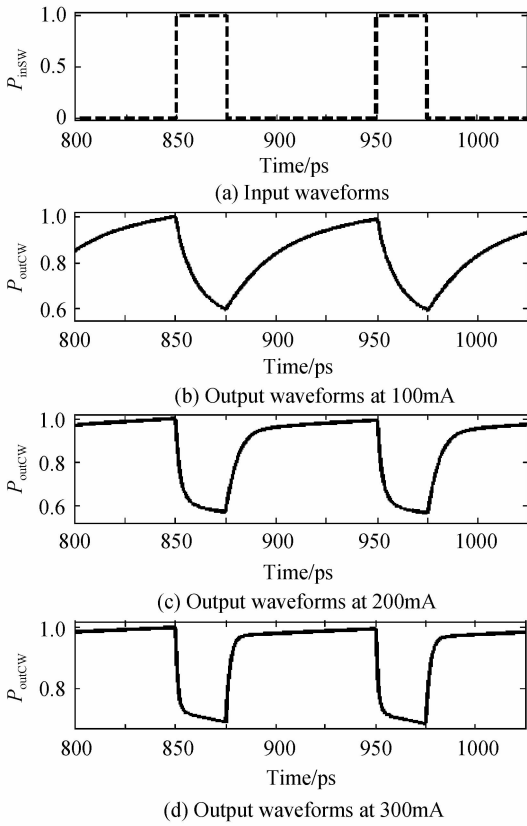 1.0
P_inSW
0.5
0
800 850 900 950 1000
Time/ps
(a) Input waveforms
1.0
P_outCW
0.8
0.6
800 850 900 950 1000
Time/ps
(b) Output waveforms at 100mA
1.0
P_outCW
0.8
0.6
800 850 900 950 1000
Time/ps
(c) Output waveforms at 200mA
1.0
P_outCW
0.8
800 850 900 950 1000
Time/ps
(d) Output waveforms at 300mA